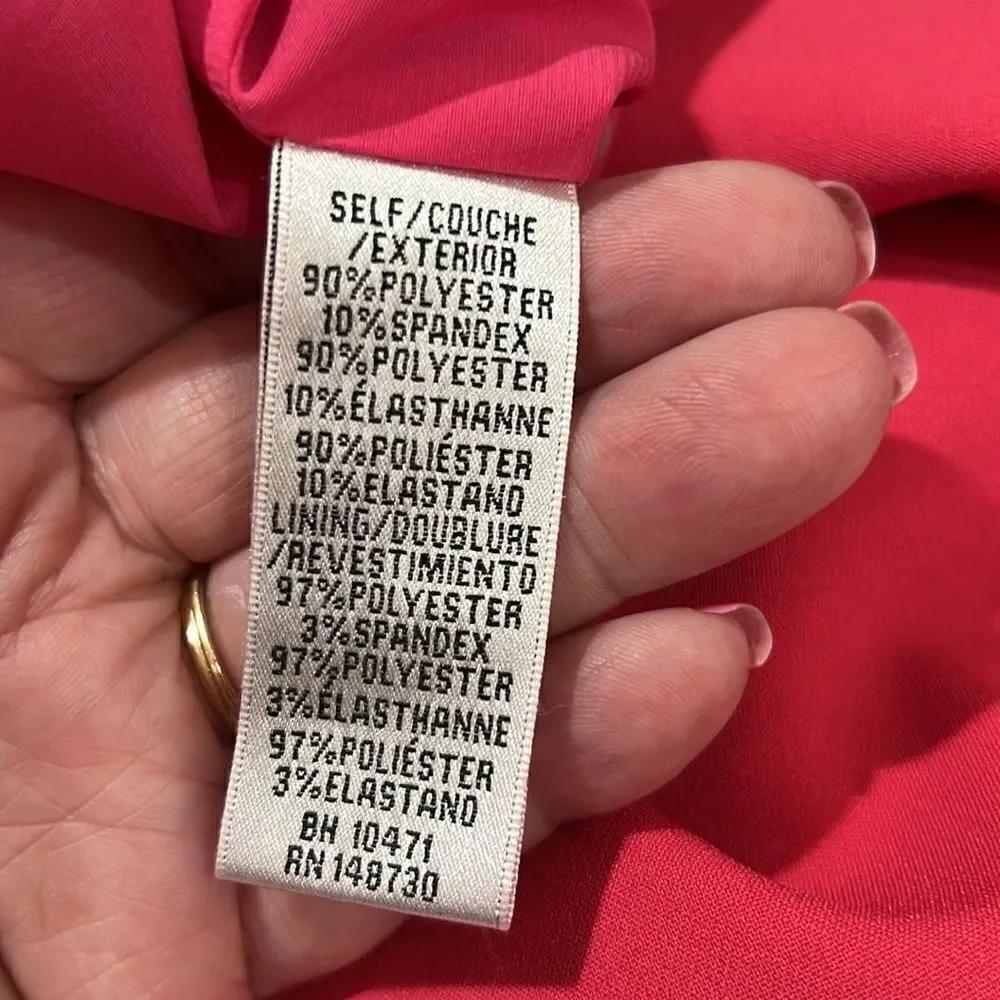 SELF/COUCHE
/EXTERIOR
90%POLYESTER
10%SPANDEX
90%POLYESTER
10%ÉLASTHANNE
90%POLIÉSTER
10%ELASTANO
LINING/DOUBLURE
/REVESTIMIENTO
97%POLYESTER
3%SPANDEX
97%POLYESTER
3%ÉLASTHANNE
97%POLIÉSTER
3%ELASTANO
BH 10471
RN 148730